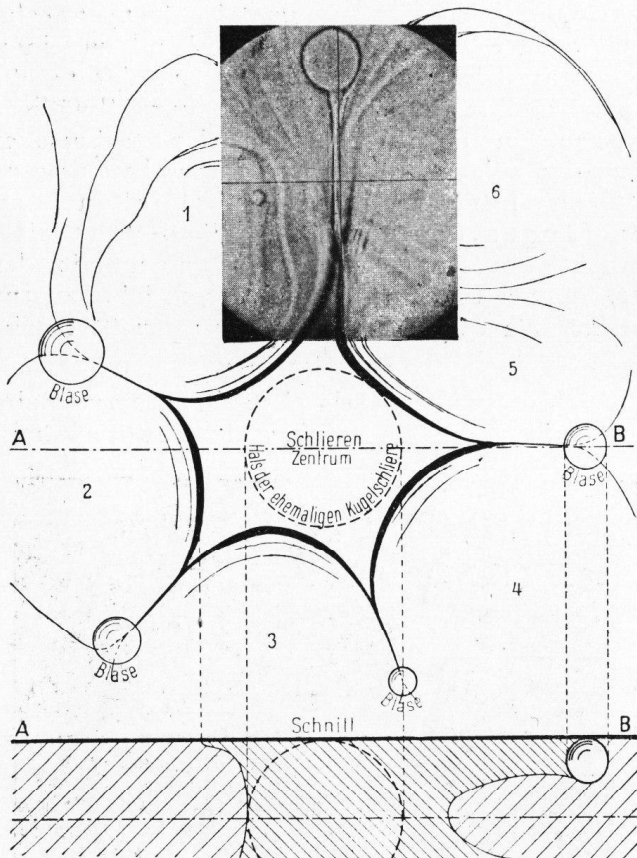 1
6
Blase
5
A
B
Schlieren
Zentrum
Hals der ehemaligen Kugelschliere
Blase
2
4
3
Blase
Blase
A
Schnitt
B